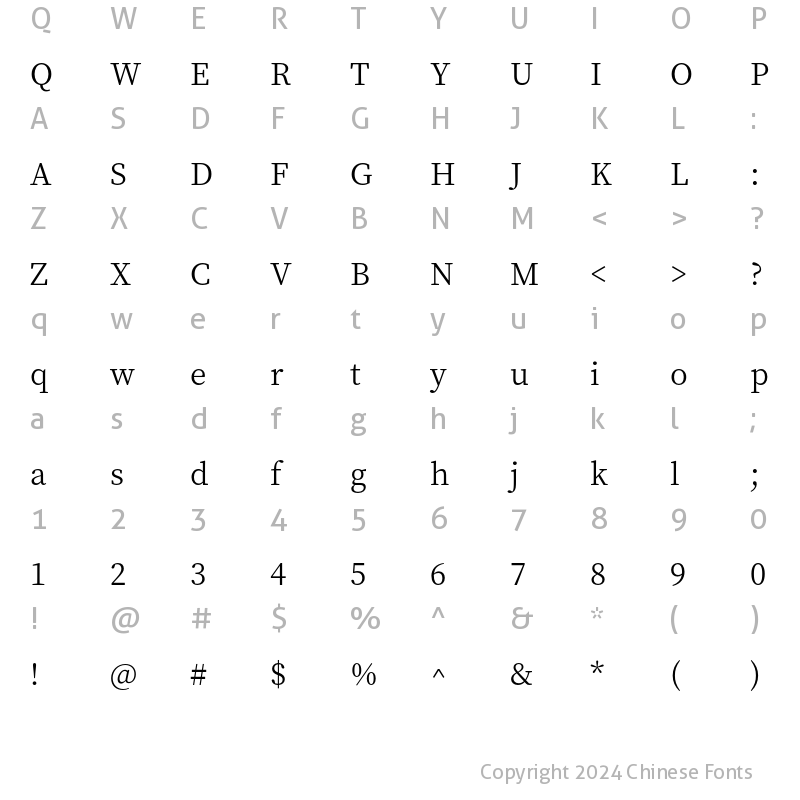 Q W E R T Y U I O P
Q W E R T Y U I O P
A S D F G H J K L :
A S D F G H J K L :
Z X C V B N M < > ?
Z X C V B N M < > ?
q w e r t y u i o p
q w e r t y u i o p
a s d f g h j k l ;
a s d f g h j k l ;
1 2 3 4 5 6 7 8 9 0
1 2 3 4 5 6 7 8 9 0
! @ # $ % ^ & * ( )
! @ # $ % ^ & * ( )
Copyright 2024 Chinese Fonts